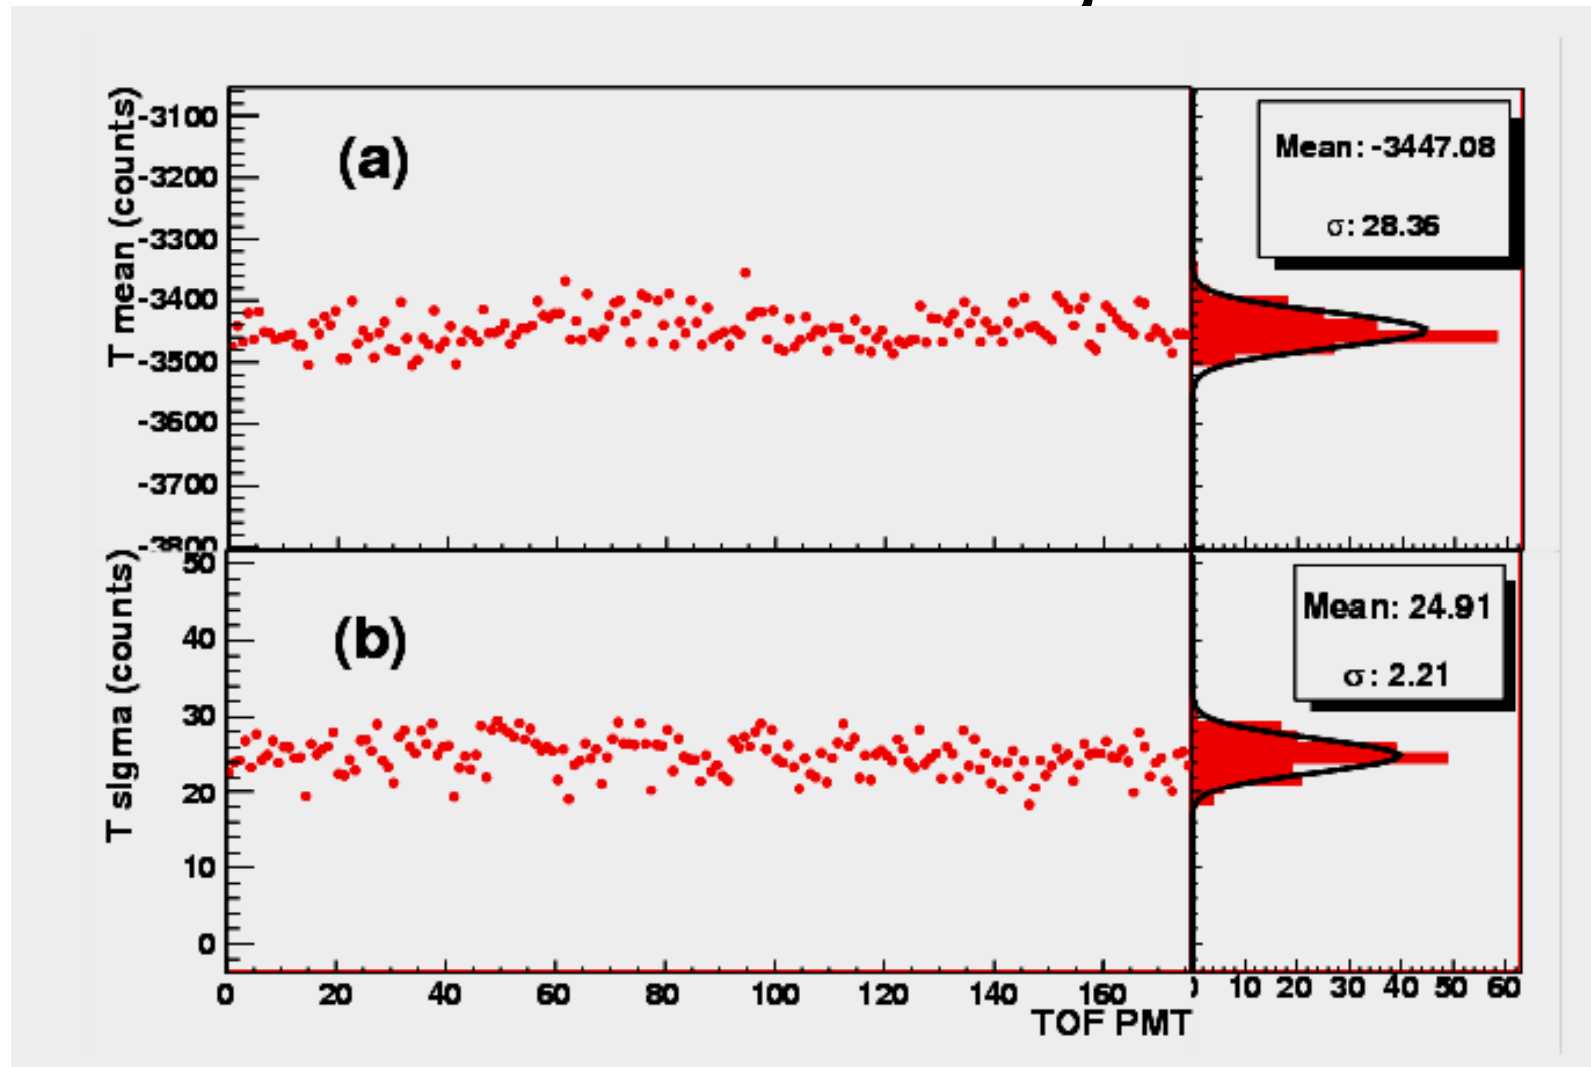 T mean (counts)
-3100
-3200
-3300
-3400
-3500
-3600
-3700
-3800
(a)
Mean: -3447.08
σ: 28.36
T sigma (counts)
50
40
30
20
10
0
(b)
Mean: 24.91
σ: 2.21
0 20 40 60 80 100 120 140 160
10 20 30 40 50 60
TOF PMT